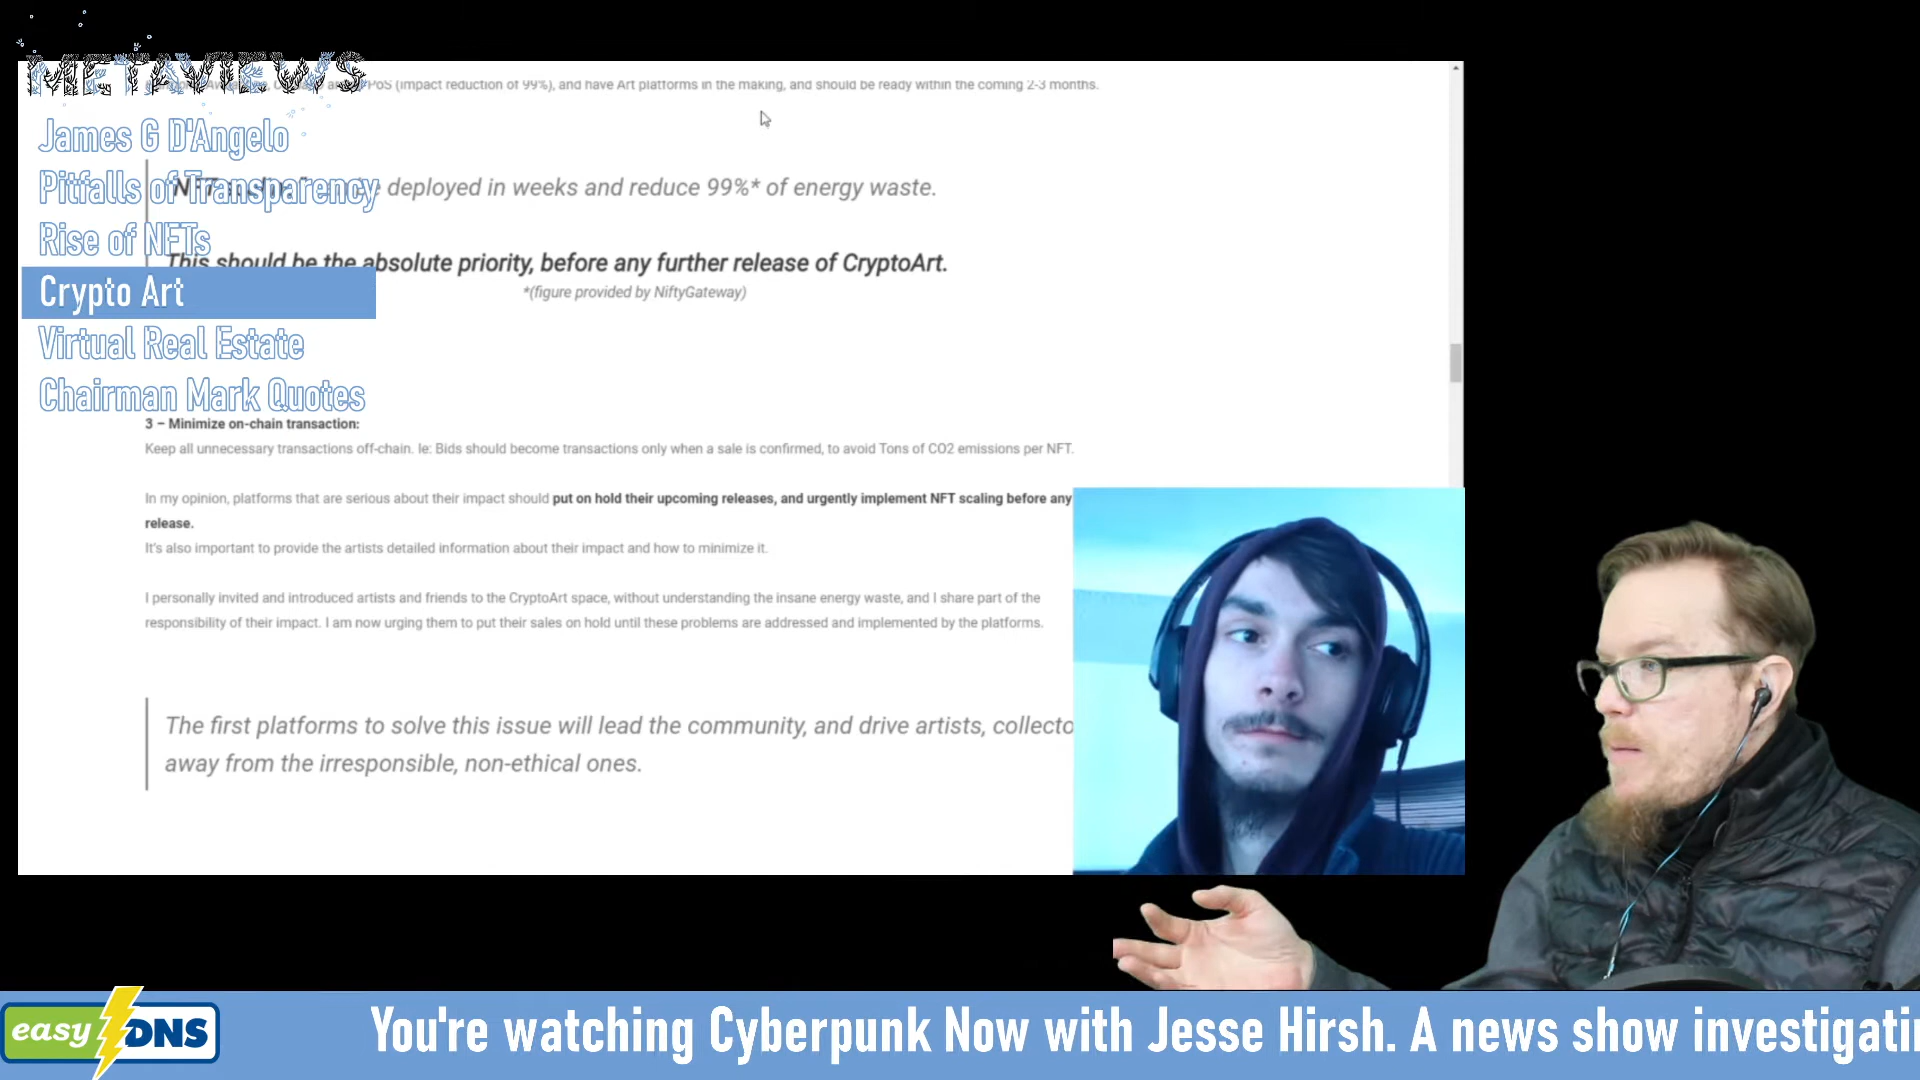 METAVIEWS
PoS (impact reduction of 99%), and have Art platforms in the making, and should be ready within the coming 2-3 months.
James G D'Angelo
Pitfalls of Transparency
deployed in weeks and reduce 99%* of energy waste.
Rise of NFTs
This should be the absolute priority, before any further release of CryptoArt.
Crypto Art
*(figure provided by NiftyGateway)
Virtual Real Estate
Chairman Mark Quotes
3 – Minimize on-chain transaction:
Keep all unnecessary transactions off-chain. Ie: Bids should become transactions only when a sale is confirmed, to avoid Tons of CO2 emissions per NFT.
In my opinion, platforms that are serious about their impact should put on hold their upcoming releases, and urgently implement NFT scaling before any
release.
It's also important to provide the artists detailed information about their impact and how to minimize it.
I personally invited and introduced artists and friends to the CryptoArt space, without understanding the insane energy waste, and I share part of the
responsibility of their impact. I am now urging them to put their sales on hold until these problems are addressed and implemented by the platforms.
The first platforms to solve this issue will lead the community, and drive artists, collecto
away from the irresponsible, non-ethical ones.
easyDNS
You're watching Cyberpunk Now with Jesse Hirsh. A news show investigati